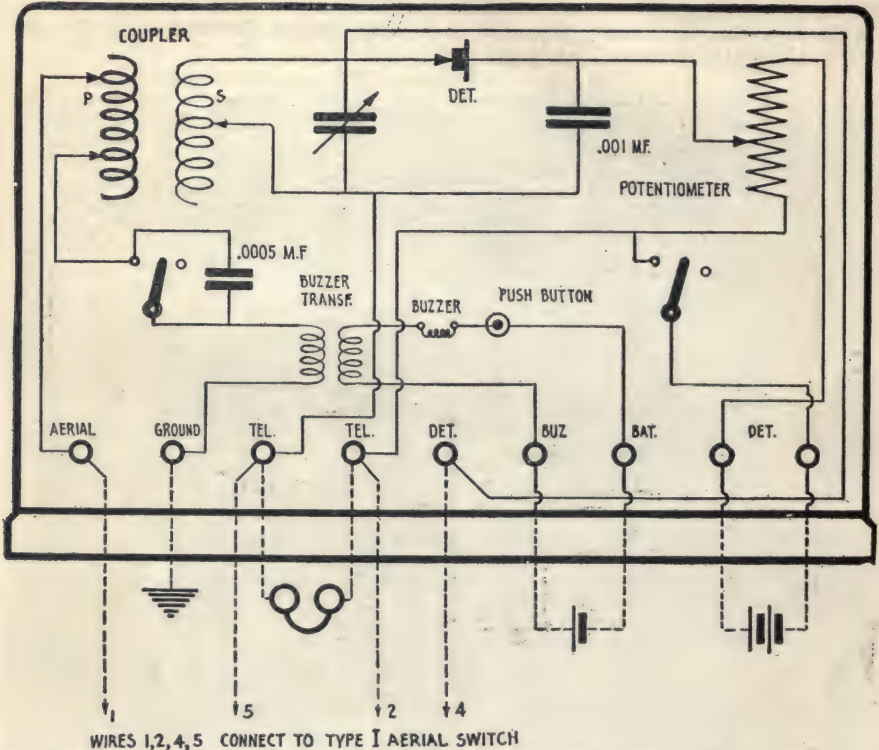 COUPLER
P
S
DET.
.001 M.F.
POTENTIOMETER
.0005 M.F
BUZZER
TRANSF.
BUZZER
PUSH BUTTON
AERIAL
GROUND
TEL.
TEL.
DET.
BUZ
BAT.
DET.
1
5
2
4
WIRES 1,2,4,5 CONNECT TO TYPE I AERIAL SWITCH